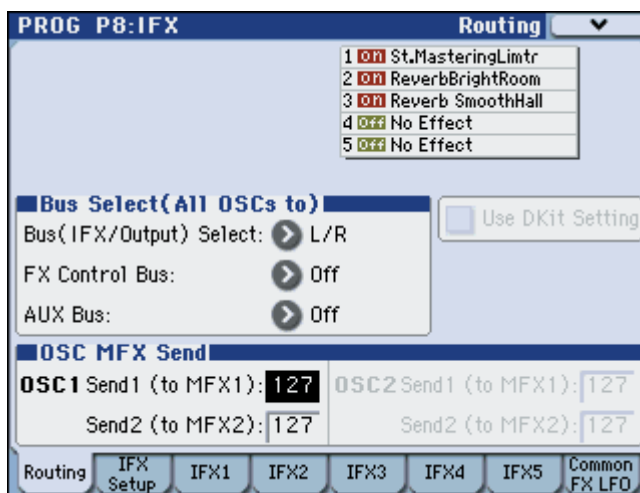 PROG P8:IFX Routing
1 On St.MasteringLimtr
2 On ReverbBrightRoom
3 On Reverb SmoothHall
4 Off No Effect
5 Off No Effect
Bus Select(All OSCs to)
Bus(IFX/Output) Select: L/R
Use DKit Setting
FX Control Bus: Off
AUX Bus: Off
OSC MFX Send
OSC1 Send1 (to MFX1): 127 OSC2 Send1 (to MFX1): 127
Send2 (to MFX2): 127 Send2 (to MFX2): 127
Routing IFX Setup IFX1 IFX2 IFX3 IFX4 IFX5 Common FX LFO